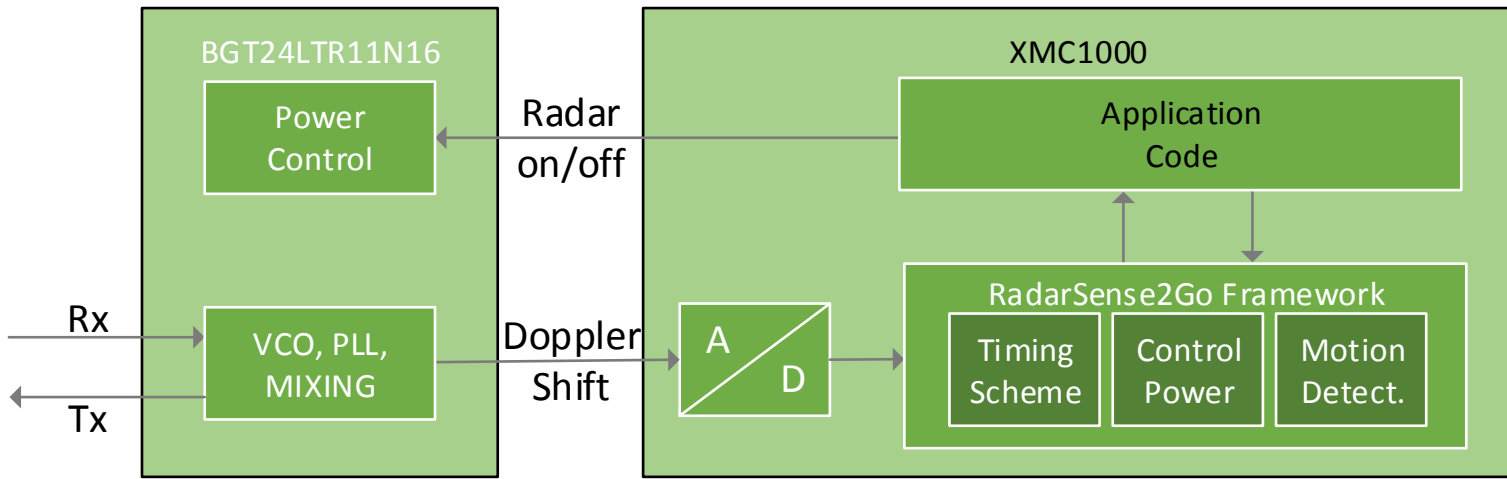 BGT24LTR11N16
Power
Control
Radar
on/off
XMC1000
Application
Code
Rx
Tx
VCO, PLL,
MIXING
Doppler
Shift
A
D
RadarSense2Go Framework
Timing
Scheme
Control
Power
Motion
Detect.